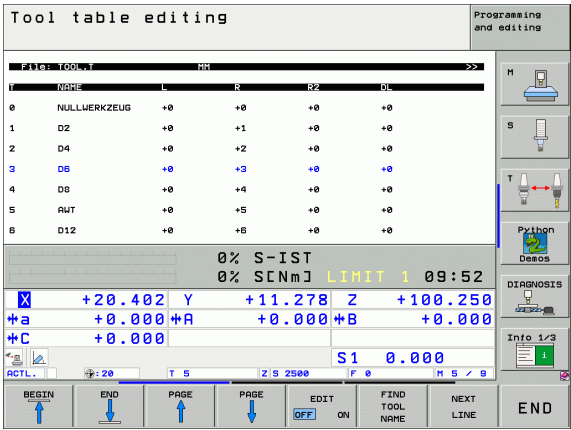 Tool table editing
Programming and editing
File: TOOL.T MM >>
T NAME L R R2 DL
0 NULLWERKZEUG +0 +0 +0 +0
1 D2 +0 +1 +0 +0
2 D4 +0 +2 +0 +0
3 D6 +0 +3 +0 +0
4 D8 +0 +4 +0 +0
5 AWT +0 +5 +0 +0
6 D12 +0 +6 +0 +0
0% S-IST
0% S[Nm] LIMIT 1 09:52
X +20.402 Y +11.278 Z +100.250
a +0.000 A +0.000 B +0.000
C +0.000
S1 0.000
ACTL. :20 T 5 Z S 2500 F 0 M 5 / 9
M
S
T
Python
Demos
DIAGNOSIS
Info 1/3
i
BEGIN
END
PAGE
PAGE
EDIT
OFF ON
FIND
TOOL
NAME
NEXT
LINE
END